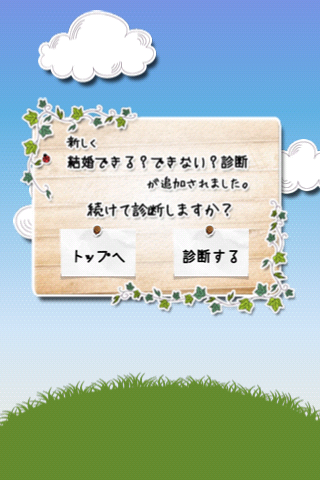 新しく
結婚できる？できない？診断
が追加されました。
続けて診断しますか？
トップへ
診断する